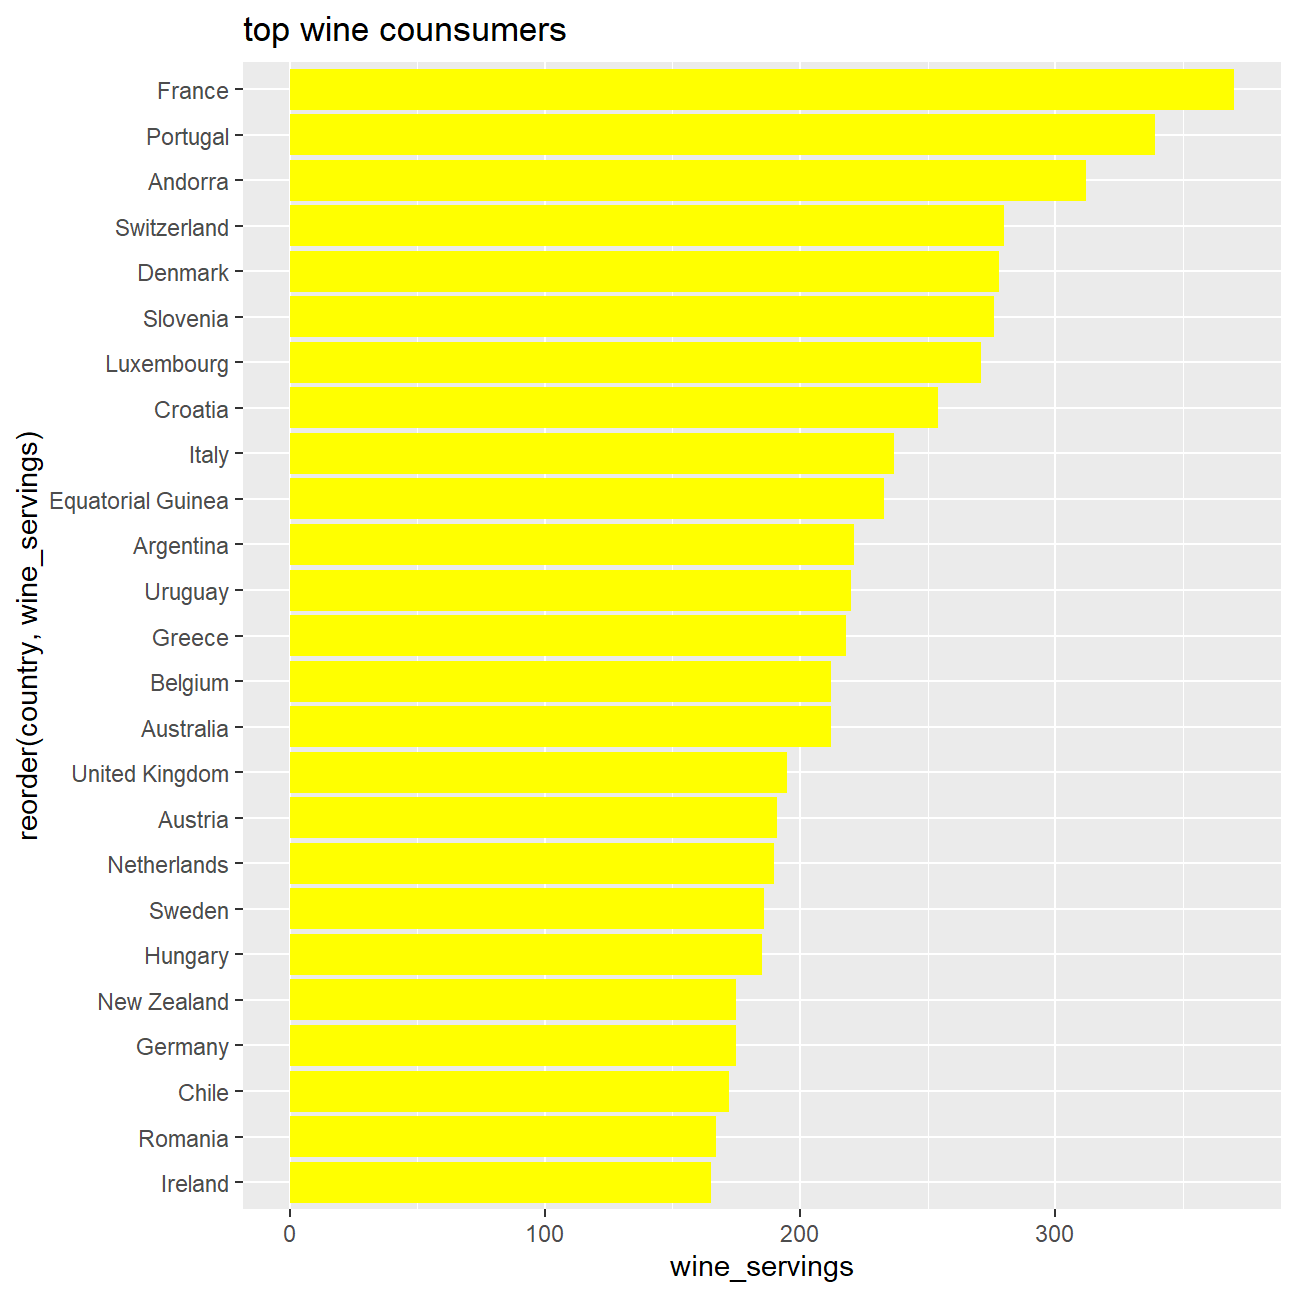 top wine counsumers
France
Portugal
Andorra
Switzerland
Denmark
Slovenia
Luxembourg
Croatia
Italy
Equatorial Guinea
Argentina
Uruguay
Greece
Belgium
Australia
United Kingdom
Austria
Netherlands
Sweden
Hungary
New Zealand
Germany
Chile
Romania
Ireland
reorder(country, wine_servings)
0 100 200 300
wine_servings